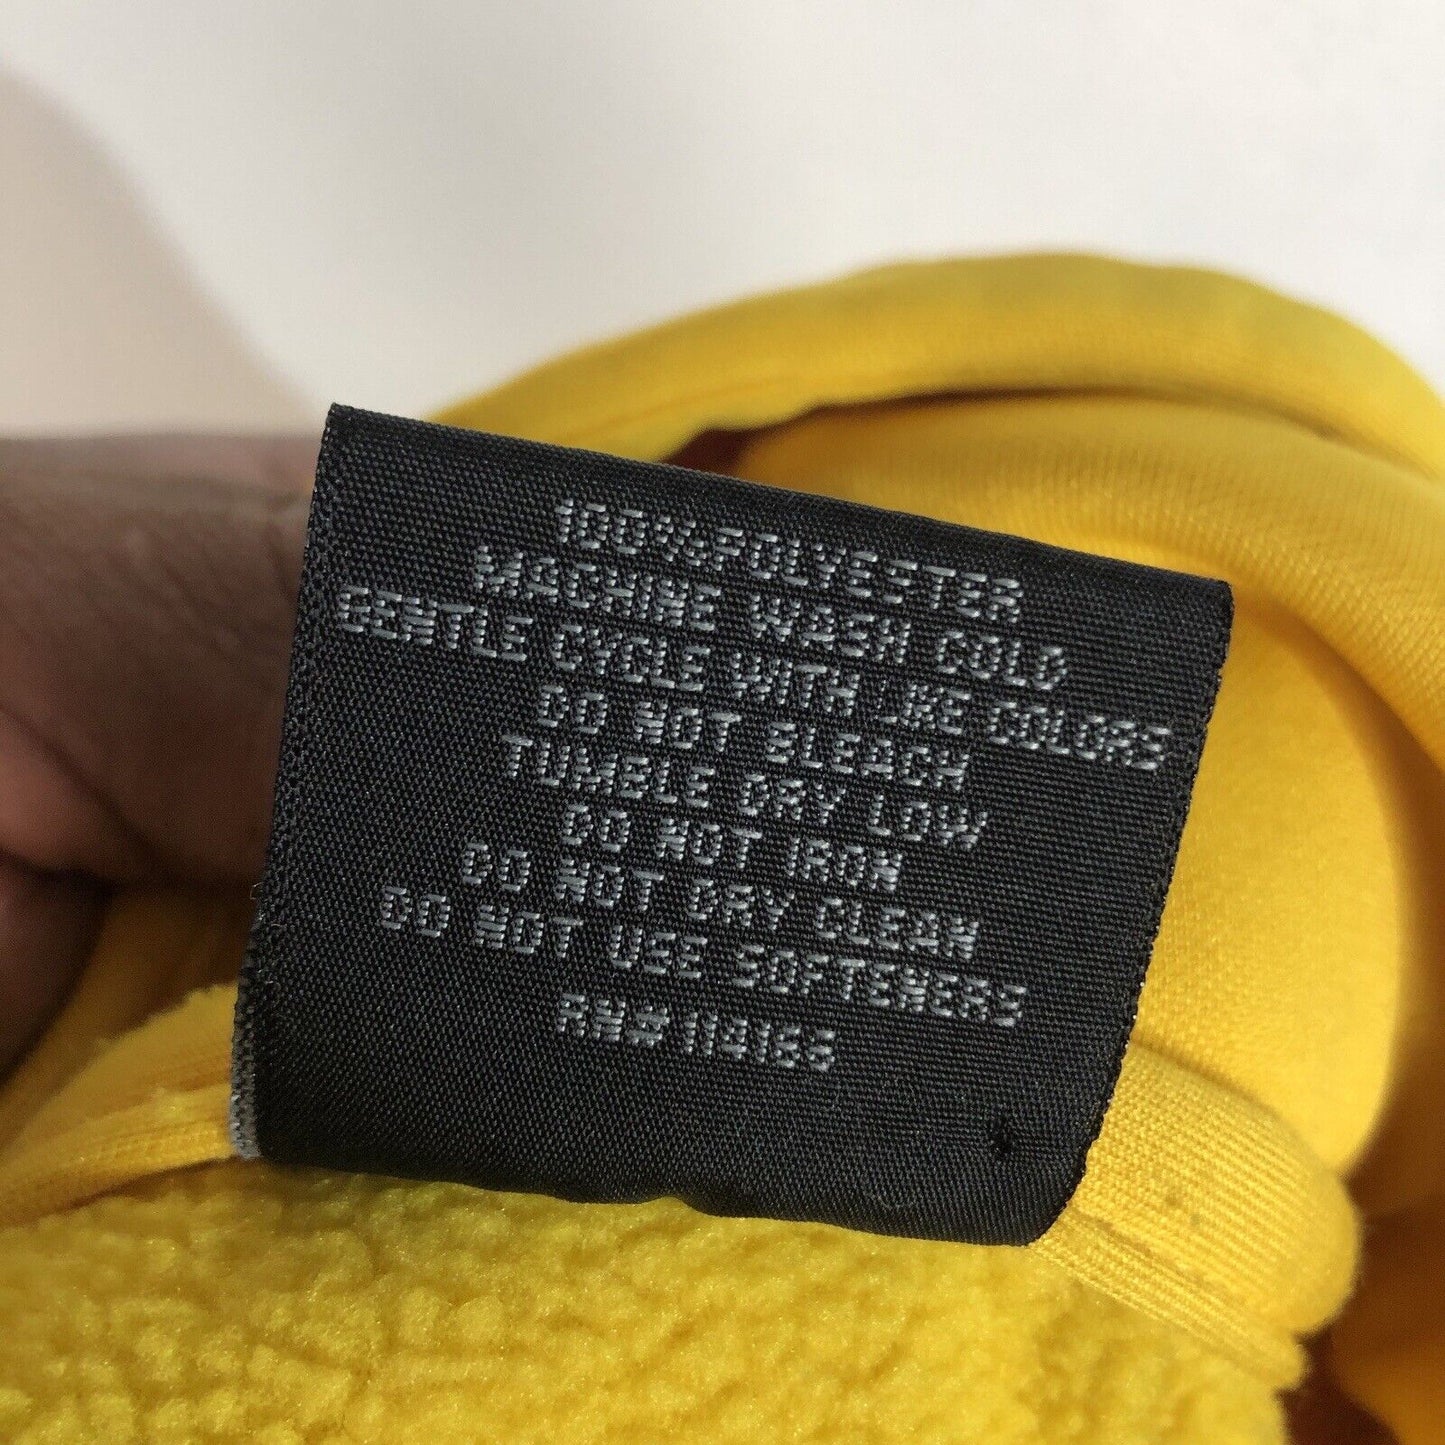 100%POLYESTER
MACHINE WASH COLD
GENTLE CYCLE WITH LIKE COLORS
DO NOT BLEACH
TUMBLE DRY LOW
DO NOT IRON
DO NOT DRY CLEAN
DO NOT USE SOFTENERS
RN# 114165